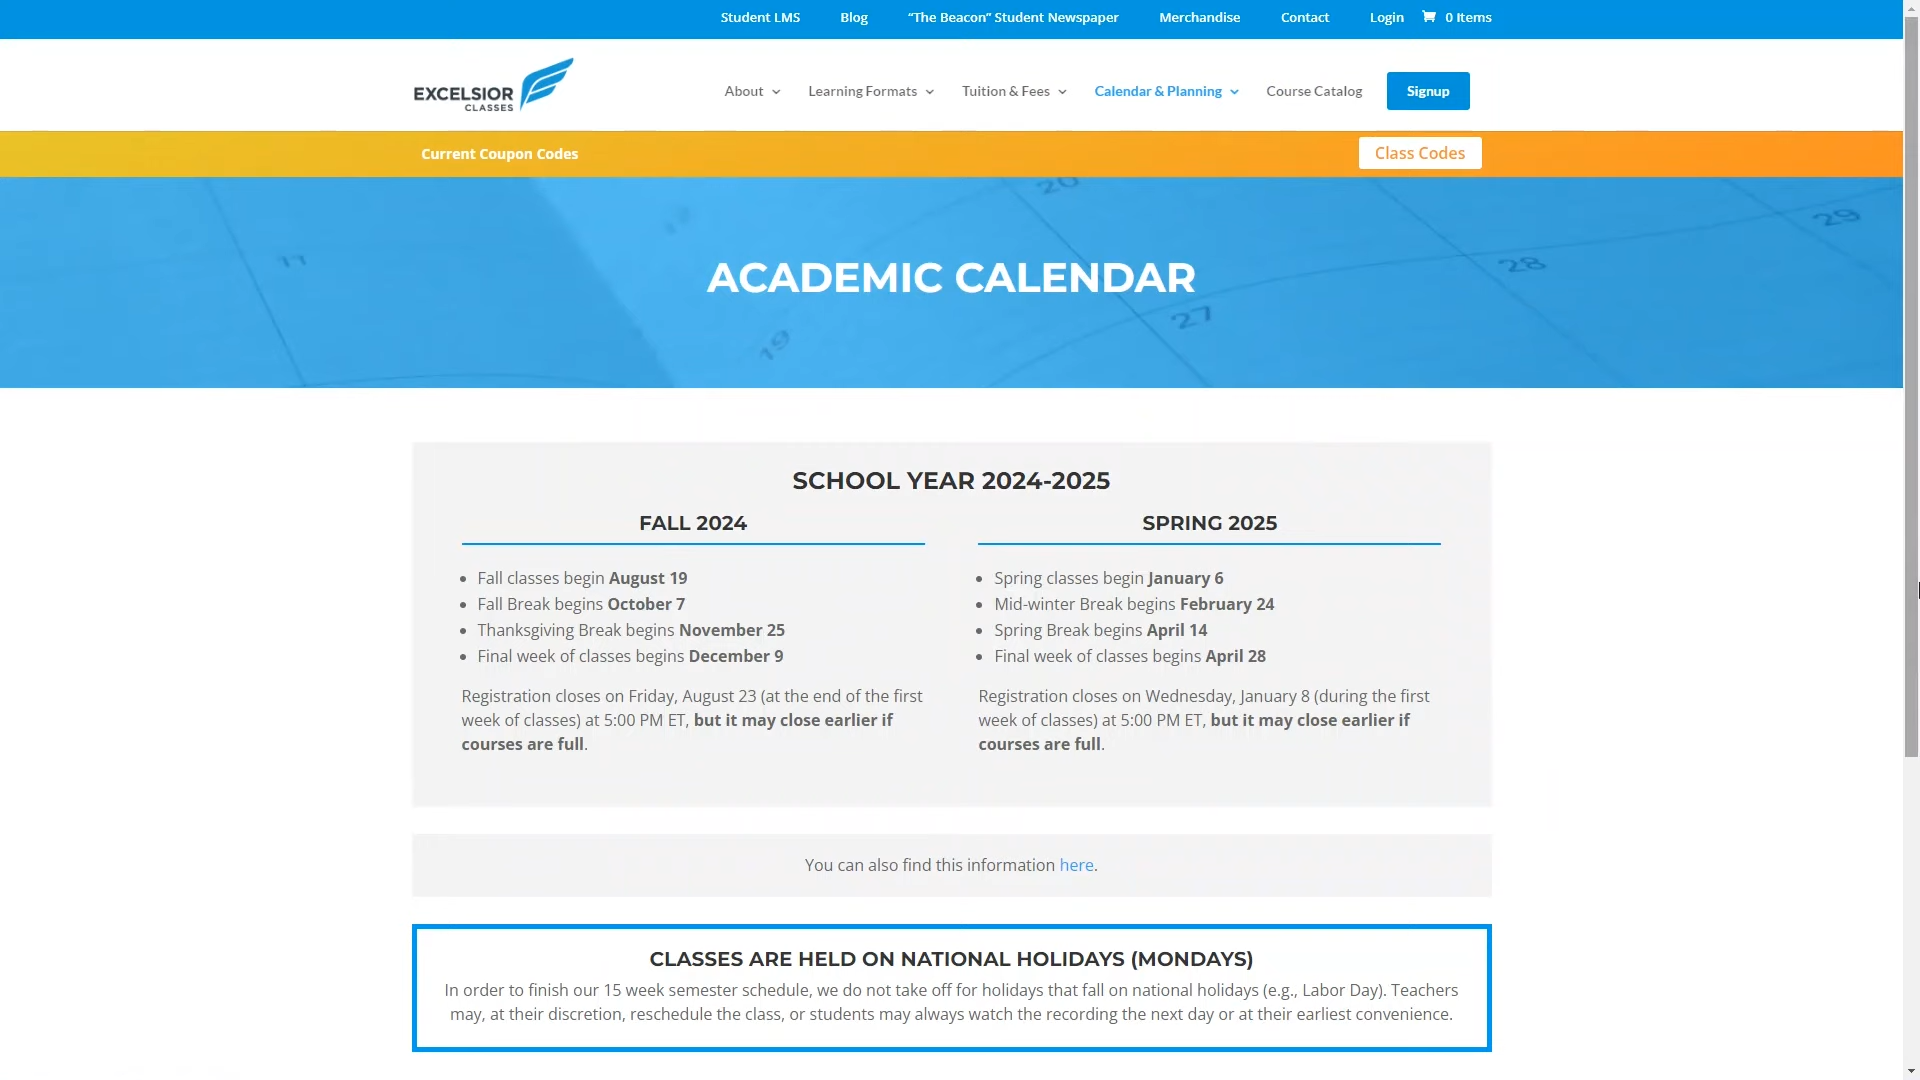 Student LMS Blog “The Beacon” Student Newspaper Merchandise Contact Login 0 Items
EXCELSIOR
CLASSES
About Learning Formats Tuition & Fees Calendar & Planning Course Catalog Signup
Current Coupon Codes Class Codes
11
20
29
28
27
19
ACADEMIC CALENDAR
SCHOOL YEAR 2024-2025
FALL 2024
Fall classes begin August 19
Fall Break begins October 7
Thanksgiving Break begins November 25
Final week of classes begins December 9
Registration closes on Friday, August 23 (at the end of the first
week of classes) at 5:00 PM ET, but it may close earlier if
courses are full.
SPRING 2025
Spring classes begin January 6
Mid-winter Break begins February 24
Spring Break begins April 14
Final week of classes begins April 28
Registration closes on Wednesday, January 8 (during the first
week of classes) at 5:00 PM ET, but it may close earlier if
courses are full.
You can also find this information here.
CLASSES ARE HELD ON NATIONAL HOLIDAYS (MONDAYS)
In order to finish our 15 week semester schedule, we do not take off for holidays that fall on national holidays (e.g., Labor Day). Teachers
may, at their discretion, reschedule the class, or students may always watch the recording the next day or at their earliest convenience.